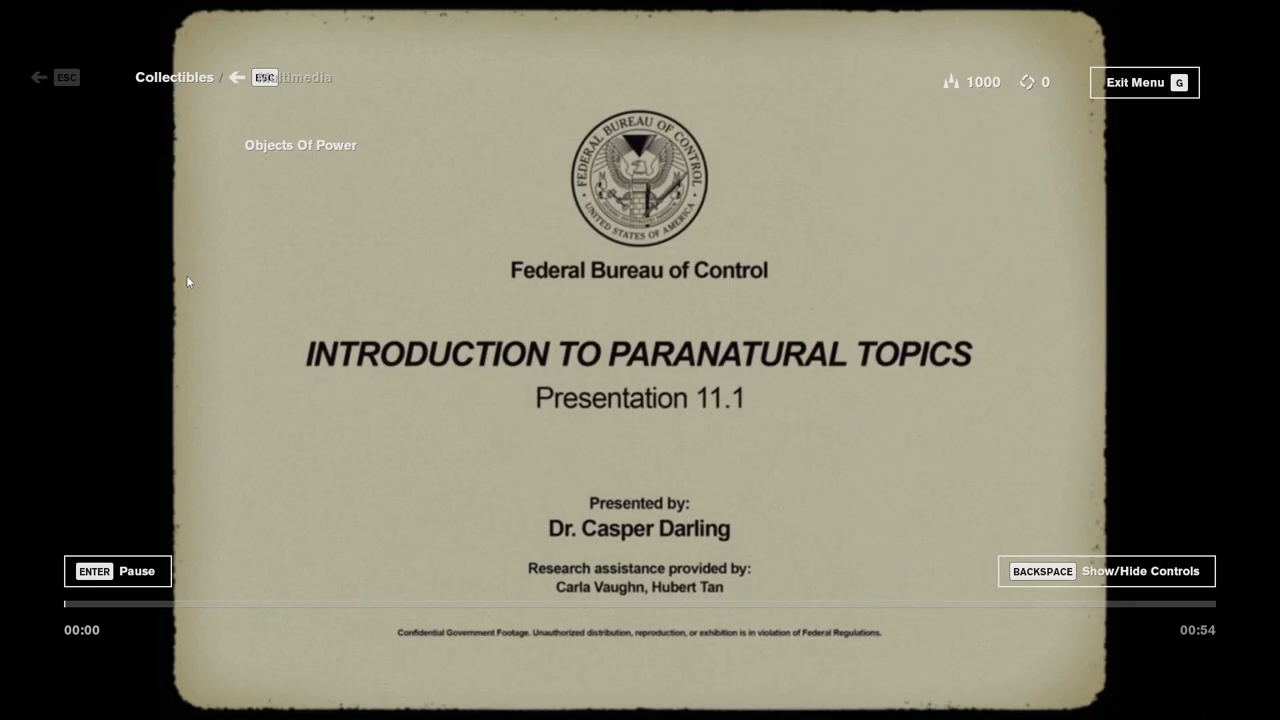 ESC
Collectibles / ESC
1000
0
Exit Menu G
Objects Of Power
FEDERAL BUREAU OF CONTROL
UNITED STATES OF AMERICA
Federal Bureau of Control
INTRODUCTION TO PARANATURAL TOPICS
Presentation 11.1
Presented by:
Dr. Casper Darling
Research assistance provided by:
Carla Vaughn, Hubert Tan
ENTER Pause
BACKSPACE Show/Hide Controls
00:00
00:54
Confidential Government Footage. Unauthorized distribution, reproduction, or exhibition is in violation of Federal Regulations.